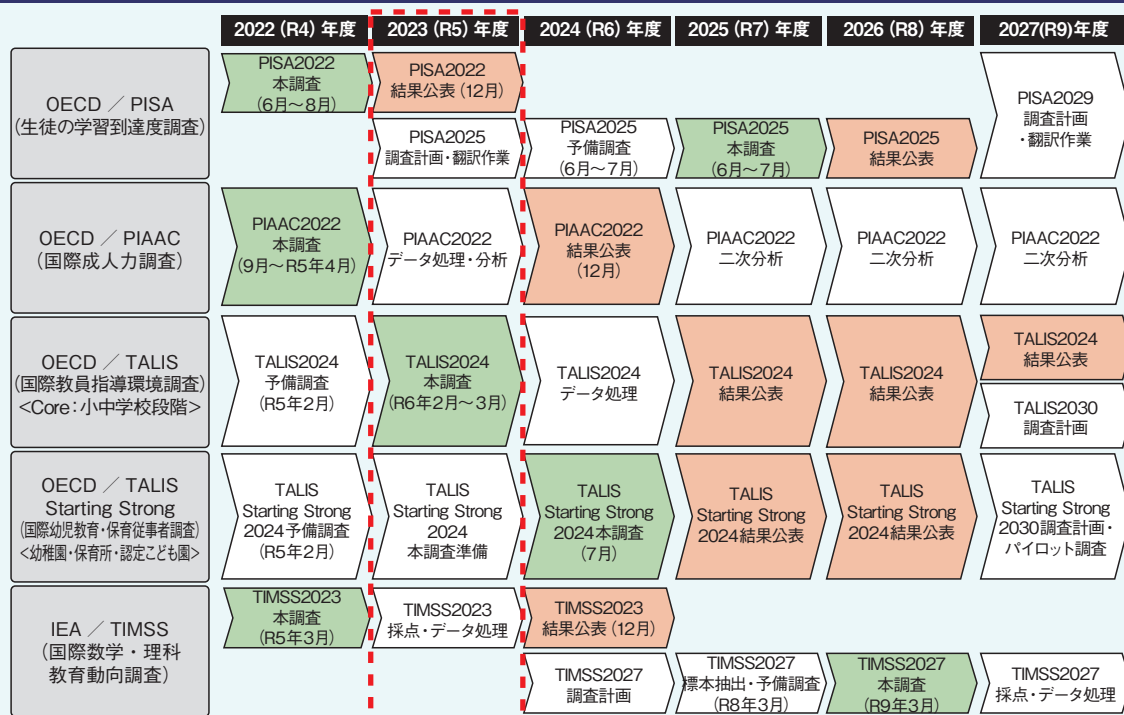 2022（R4）年度
2023（R5）年度
2024（R6）年度
2025（R7）年度
2026（R8）年度
2027(R9)年度
OECD ／ PISA
(生徒の学習到達度調査)
PISA2022
本調査
(6月～8月)
PISA2022
結果公表（12月）
PISA2025
調査計画・翻訳作業
PISA2025
予備調査
(6月～7月)
PISA2025
本調査
(6月～7月)
PISA2025
結果公表
PISA2029
調査計画
・翻訳作業
OECD ／ PIAAC
(国際成人力調査)
PIAAC2022
本調査
(9月～R5年4月)
PIAAC2022
データ処理・分析
PIAAC2022
結果公表
(12月)
PIAAC2022
二次分析
PIAAC2022
二次分析
PIAAC2022
二次分析
OECD ／ TALIS
(国際教員指導環境調査)
<Core：小中学校段階>
TALIS2024
予備調査
(R5年2月)
TALIS2024
本調査
(R6年2月～3月)
TALIS2024
データ処理
TALIS2024
結果公表
TALIS2024
結果公表
TALIS2024
結果公表
TALIS2030
調査計画
OECD ／ TALIS
Starting Strong
(国際幼児教育・保育従事者調査)
<幼稚園・保育所・認定こども園>
TALIS
Starting Strong
2024予備調査
(R5年2月)
TALIS
Starting Strong
2024
本調査準備
TALIS
Starting Strong
2024本調査
(7月)
TALIS
Starting Strong
2024結果公表
TALIS
Starting Strong
2024結果公表
TALIS
Starting Strong
2030調査計画・
パイロット調査
IEA ／ TIMSS
(国際数学・理科
教育動向調査)
TIMSS2023
本調査
(R5年3月)
TIMSS2023
採点・データ処理
TIMSS2023
結果公表（12月）
TIMSS2027
調査計画
TIMSS2027
標本抽出・予備調査
(R8年3月)
TIMSS2027
本調査
(R9年3月)
TIMSS2027
採点・データ処理